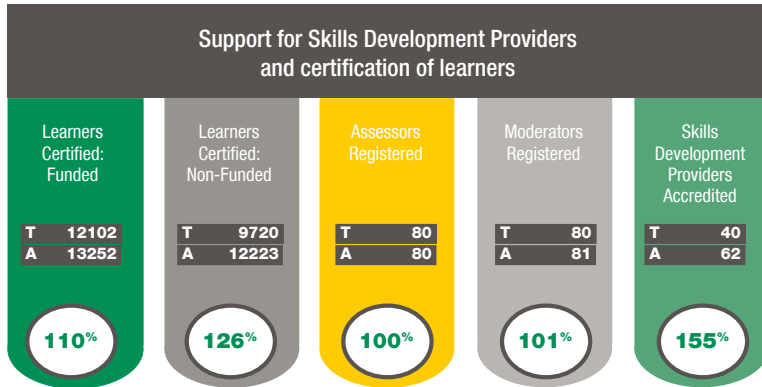 Support for Skills Development Providers
and certification of learners
Learners
Certified:
Funded
T 12102
A 13252
110%
Learners
Certified:
Non-Funded
T 9720
A 12223
126%
Assessors
Registered
T 80
A 80
100%
Moderators
Registered
T 80
A 81
101%
Skills
Development
Providers
Accredited
T 40
A 62
155%